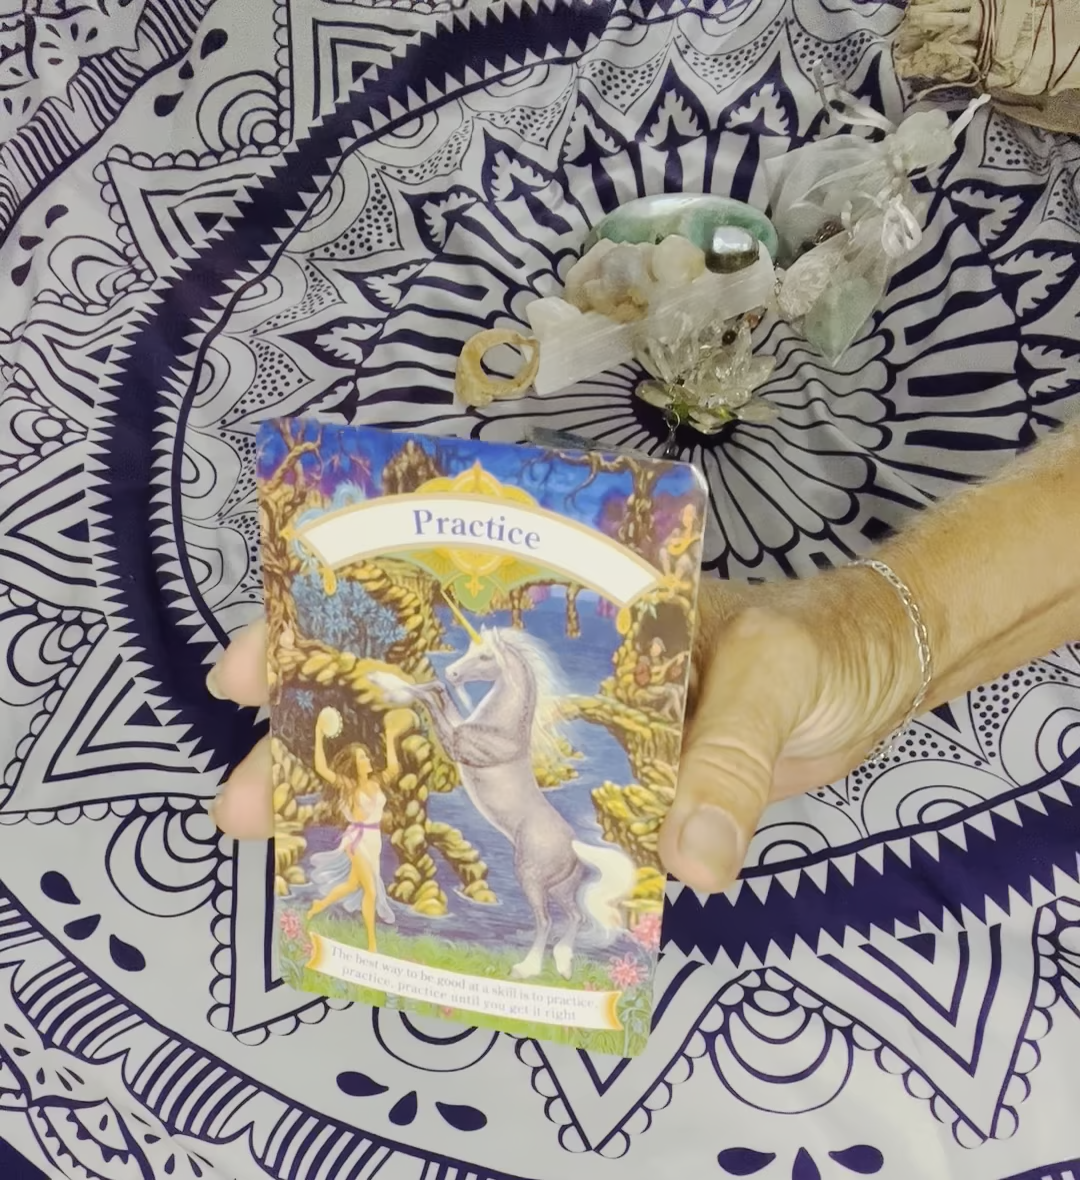 Practice
The best way to be good at a skill is to practice
practice, practice until you get it right